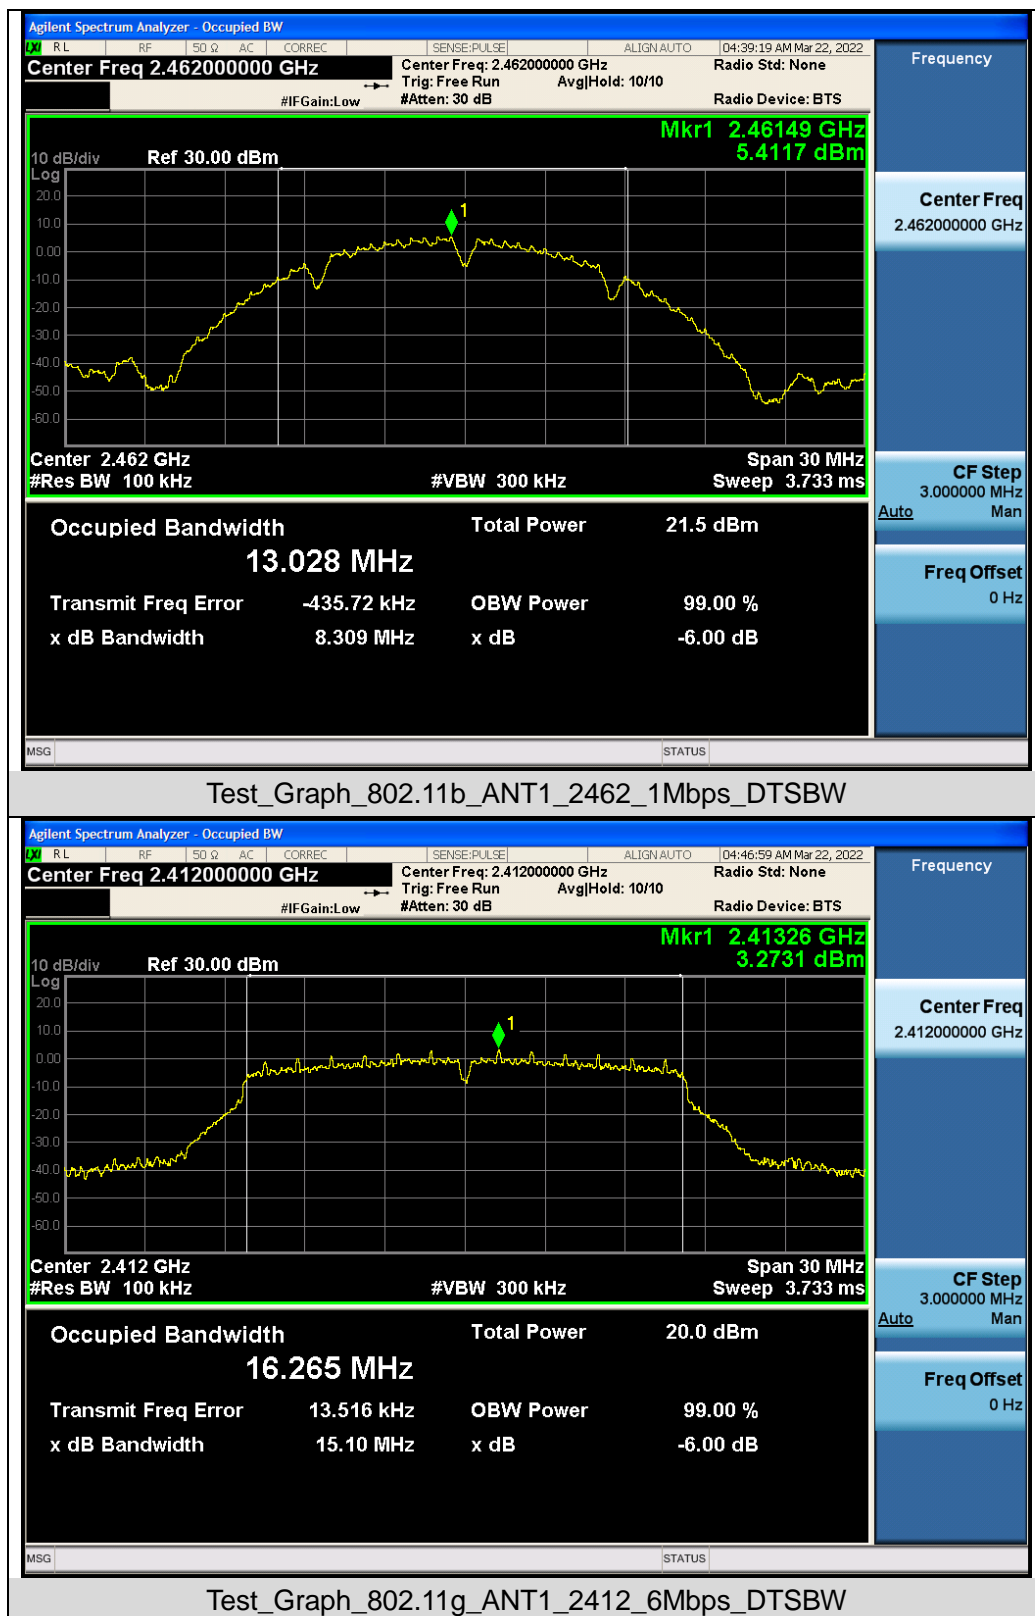 Agilent Spectrum Analyzer - Occupied BW
LXI RL RF 50 Ω AC CORREC SENSE:PULSE ALIGN AUTO 04:39:19 AM Mar 22, 2022
Center Freq 2.462000000 GHz Center Freq: 2.462000000 GHz Radio Std: None
Trig: Free Run Avg|Hold: 10/10
#IFGain:Low #Atten: 30 dB Radio Device: BTS
Frequency
Mkr1 2.46149 GHz
5.4117 dBm
10 dB/div Ref 30.00 dBm
Log
20.0
10.0
0.00
-10.0
-20.0
-30.0
-40.0
-50.0
-60.0
1
Center 2.462 GHz Span 30 MHz
#Res BW 100 kHz #VBW 300 kHz Sweep 3.733 ms
Center Freq
2.462000000 GHz
CF Step
3.000000 MHz
Auto Man
Freq Offset
0 Hz
Occupied Bandwidth Total Power 21.5 dBm
13.028 MHz
Transmit Freq Error -435.72 kHz OBW Power 99.00 %
x dB Bandwidth 8.309 MHz x dB -6.00 dB
MSG STATUS
Test_Graph_802.11b_ANT1_2462_1Mbps_DTSBW
Agilent Spectrum Analyzer - Occupied BW
LXI RL RF 50 Ω AC CORREC SENSE:PULSE ALIGN AUTO 04:46:59 AM Mar 22, 2022
Center Freq 2.412000000 GHz Center Freq: 2.412000000 GHz Radio Std: None
Trig: Free Run Avg|Hold: 10/10
#IFGain:Low #Atten: 30 dB Radio Device: BTS
Frequency
Mkr1 2.41326 GHz
3.2731 dBm
10 dB/div Ref 30.00 dBm
Log
20.0
10.0
0.00
-10.0
-20.0
-30.0
-40.0
-50.0
-60.0
1
Center 2.412 GHz Span 30 MHz
#Res BW 100 kHz #VBW 300 kHz Sweep 3.733 ms
Center Freq
2.412000000 GHz
CF Step
3.000000 MHz
Auto Man
Freq Offset
0 Hz
Occupied Bandwidth Total Power 20.0 dBm
16.265 MHz
Transmit Freq Error 13.516 kHz OBW Power 99.00 %
x dB Bandwidth 15.10 MHz x dB -6.00 dB
MSG STATUS
Test_Graph_802.11g_ANT1_2412_6Mbps_DTSBW